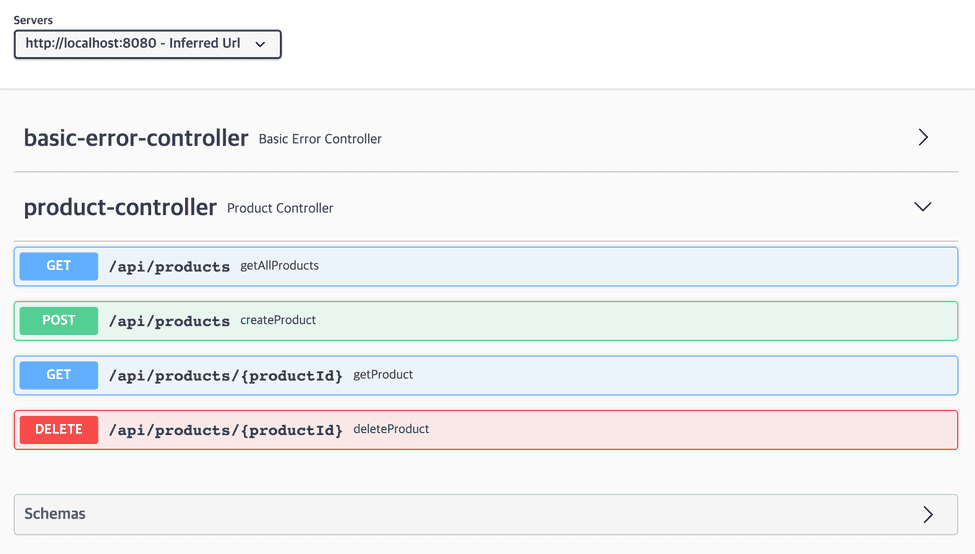 Servers
http://localhost:8080 - Inferred Url
basic-error-controller Basic Error Controller
product-controller Product Controller
GET /api/products getAllProducts
POST /api/products createProduct
GET /api/products/{productId} getProduct
DELETE /api/products/{productId} deleteProduct
Schemas